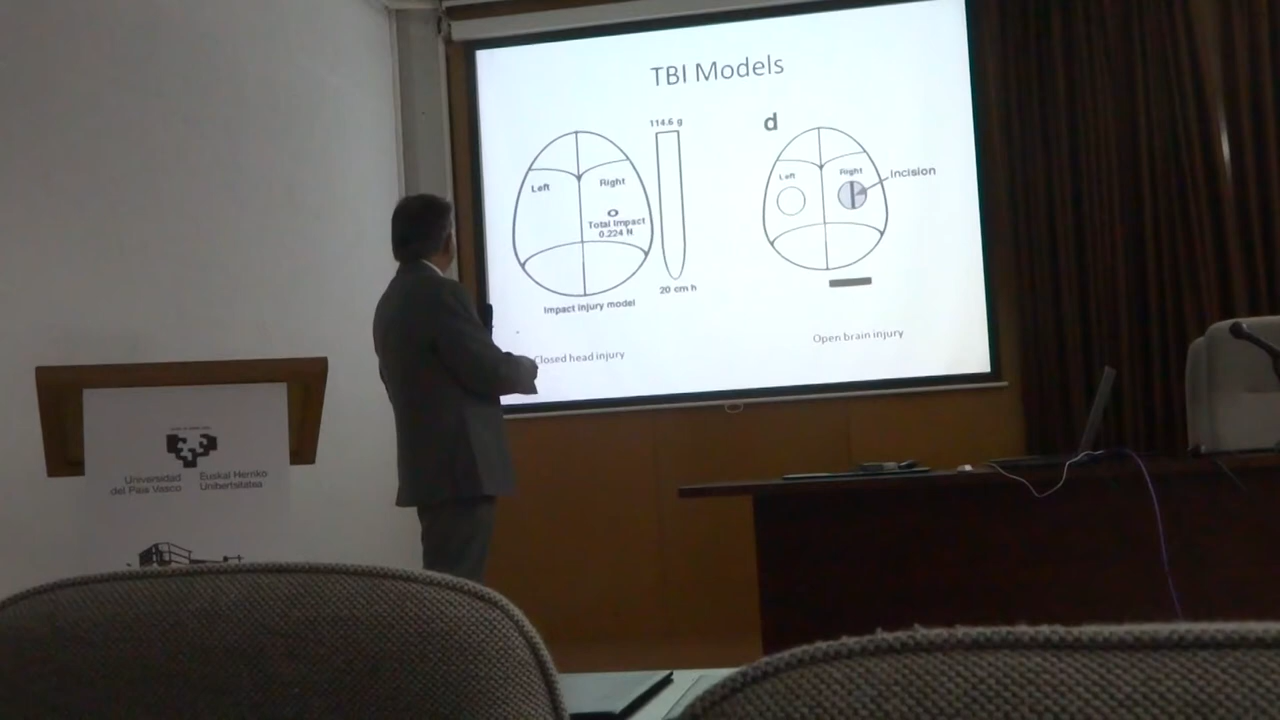 TBI Models
114.6 g
Left
Right
Total Impact
0.224 N
20 cm h
Impact injury model
Closed head injury
d
Left
Right
Incision
Open brain injury
Universidad
del País Vasco
Euskal Herriko
Unibertsitatea